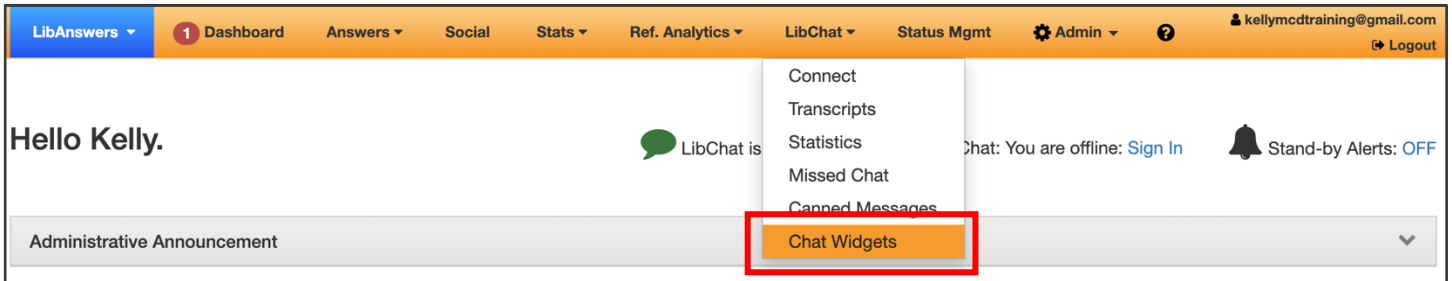 LibAnswers
1 Dashboard
Answers
Social
Stats
Ref. Analytics
LibChat
Status Mgmt
Admin
?
kellymcdtraining@gmail.com
Logout
Connect
Transcripts
Statistics
Missed Chat
Canned Messages
Chat Widgets
Hello Kelly.
LibChat is
Chat: You are offline: Sign In
Stand-by Alerts: OFF
Administrative Announcement